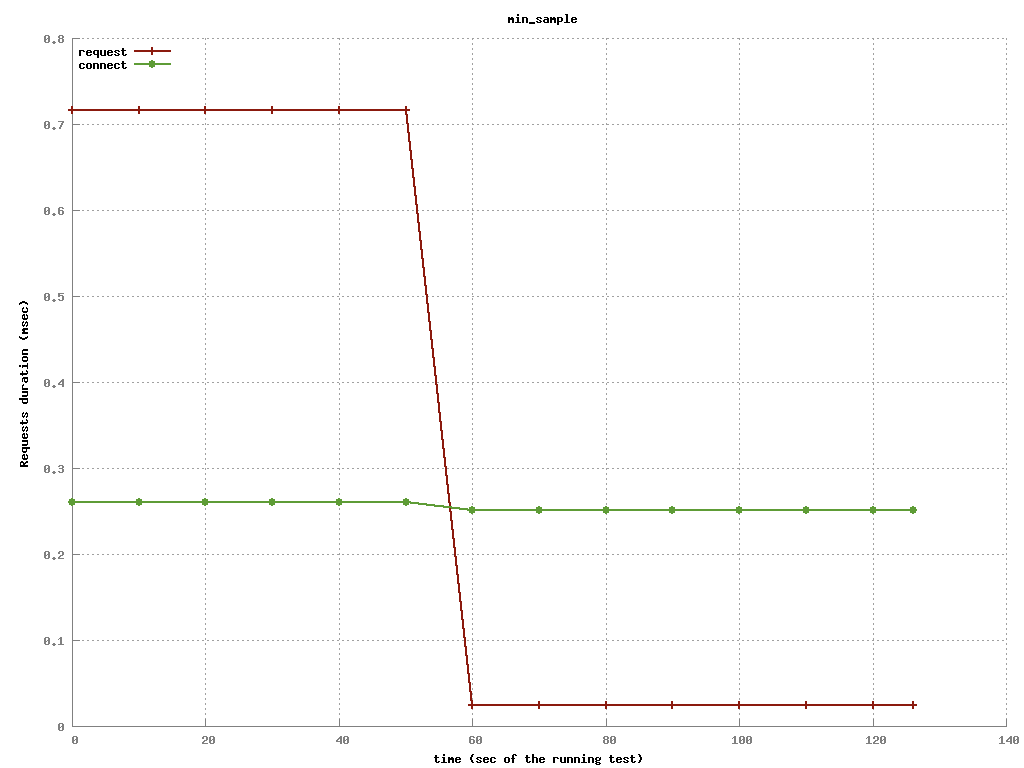 min_sample
request
connect
0.8
0.7
0.6
0.5
0.4
0.3
0.2
0.1
0
Requests duration (msec)
0 20 40 60 80 100 120 140
time (sec of the running test)